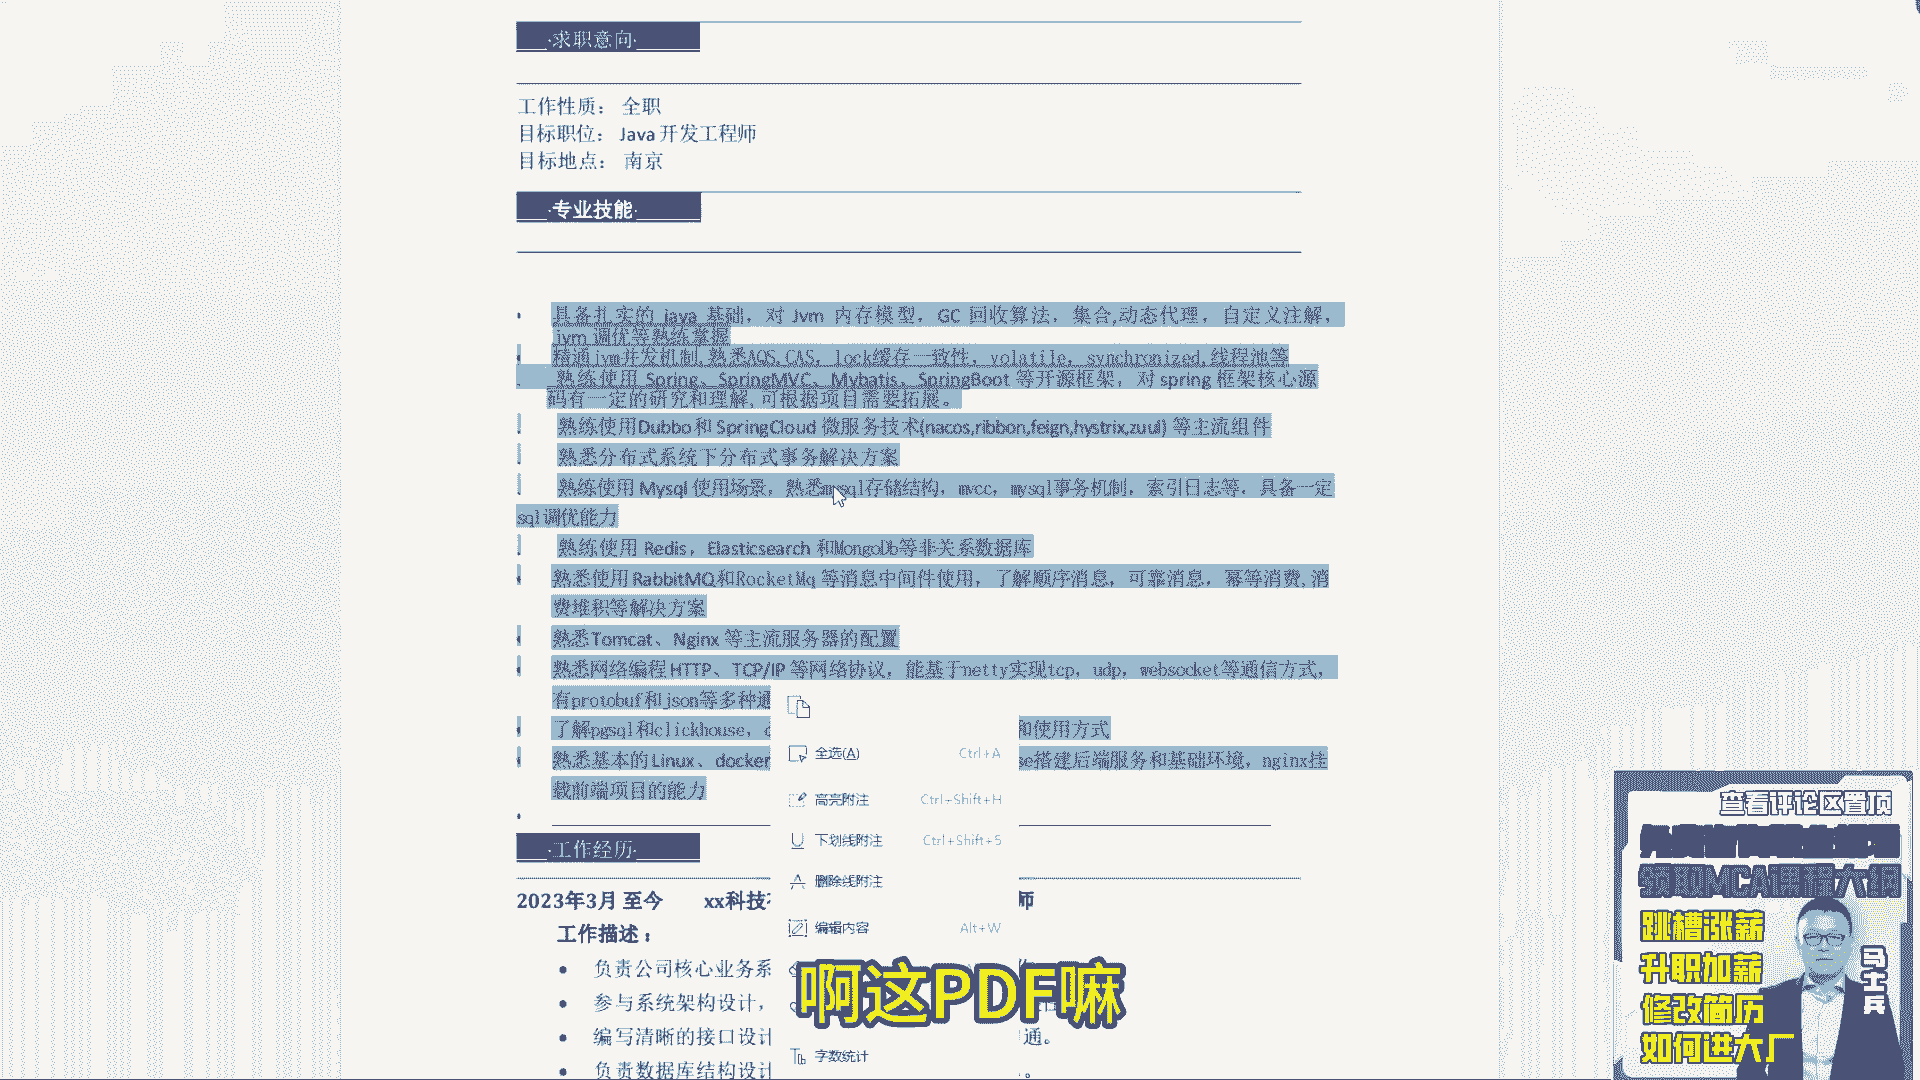 ·求职意向·
工作性质： 全职
目标职位： Java 开发工程师
目标地点： 南京
·专业技能·
具备扎实的 java 基础，对 Jvm 内存模型，GC 回收算法，集合,动态代理，自定义注解，
jvm 调优等熟练掌握
精通jvm并发机制,熟悉AQS,CAS，lock缓存一致性，volatile，synchronized,线程池等
熟练使用 Spring、SpringMVC、Mybatis、SpringBoot 等开源框架，对 spring 框架核心源
码有一定的研究和理解,可根据项目需要拓展。
熟练使用Dubbo和 SpringCloud 微服务技术(nacos,ribbon,feign,hystrix,zuul) 等主流组件
熟悉分布式系统下分布式事务解决方案
熟练使用 Mysql 使用场景，熟悉mysql存储结构，mvcc，mysql事务机制，索引日志等，具备一定
sql调优能力
熟练使用 Redis，Elasticsearch 和MongoDb等非关系数据库
熟悉使用 RabbitMQ和RocketMq 等消息中间件使用，了解顺序消息，可靠消息，幂等消费,消
费堆积等解决方案
熟悉Tomcat、Nginx 等主流服务器的配置
熟悉网络编程 HTTP、TCP/IP 等网络协议，能基于netty实现tcp，udp，websocket等通信方式，
有protobuf和json等多种通
了解pgsql和clickhouse， 和使用方式
熟悉基本的 Linux、docker se搭建后端服务和基础环境，nginx挂
载前端项目的能力
全选(A) Ctrl+A
高亮附注 Ctrl+Shift+H
下划线附注 Ctrl+Shift+5
删除线附注
编辑内容 Alt+W
字数统计
·工作经历·
2023年3月 至今 xx科技 师
工作描述：
负责公司核心业务系
参与系统架构设计，
编写清晰的接口设计 通。
负责数据库结构设计 。
啊这PDF嘛
查看评论区置顶
领取MCA课程大纲
跳槽涨薪
升职加薪
修改简历
如何进大厂
马士兵